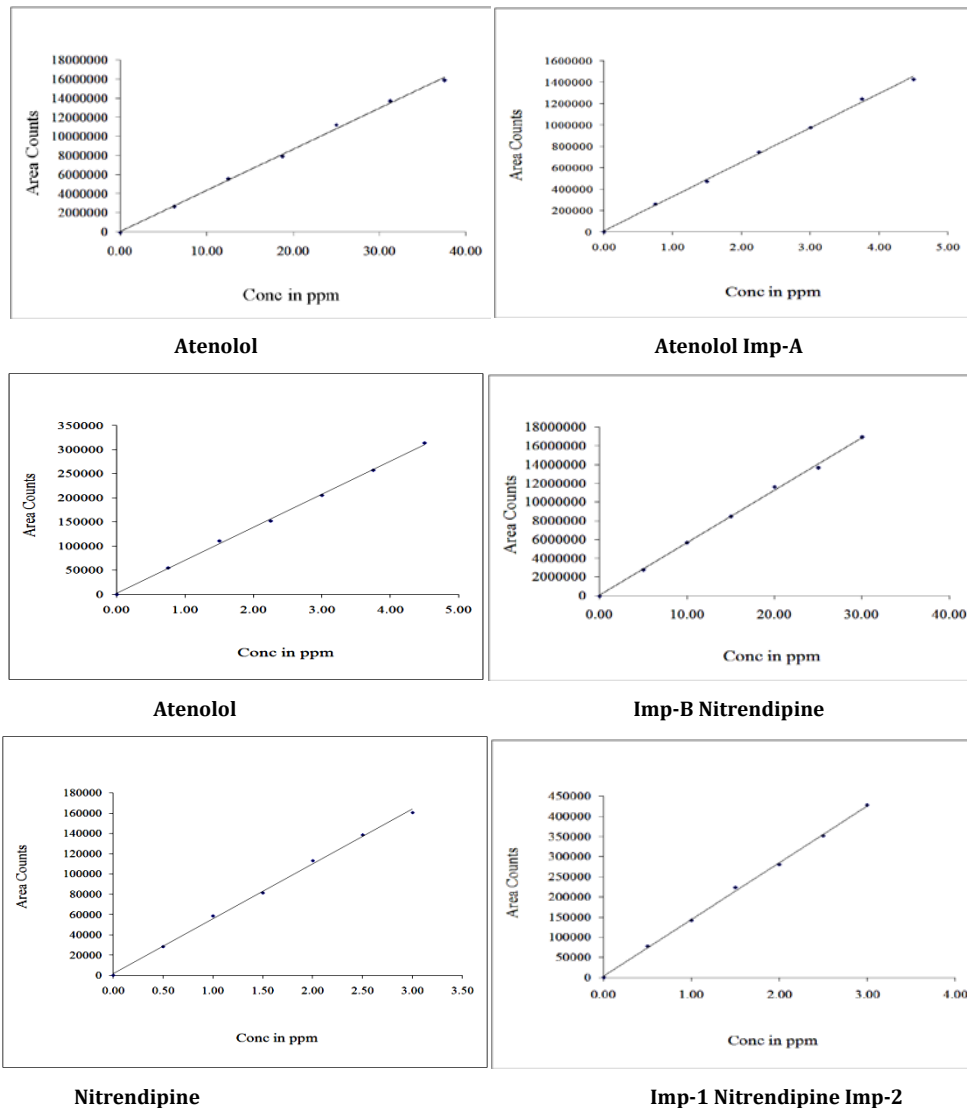 18000000
16000000
14000000
12000000
10000000
8000000
6000000
4000000
2000000
0
Area Counts
0.00 10.00 20.00 30.00 40.00
Conc in ppm
1600000
1400000
1200000
1000000
800000
600000
400000
200000
0
Area Counts
0.00 1.00 2.00 3.00 4.00 5.00
Conc in ppm
Atenolol Atenolol Imp-A
350000
300000
250000
200000
150000
100000
50000
0
Area Counts
0.00 1.00 2.00 3.00 4.00 5.00
Conc in ppm
18000000
16000000
14000000
12000000
10000000
8000000
6000000
4000000
2000000
0
Area Counts
0.00 10.00 20.00 30.00 40.00
Conc in ppm
Atenolol Imp-B Nitrendipine
180000
160000
140000
120000
100000
80000
60000
40000
20000
0
Area Counts
0.00 0.50 1.00 1.50 2.00 2.50 3.00 3.50
Conc in ppm
450000
400000
350000
300000
250000
200000
150000
100000
50000
0
Area Counts
0.00 1.00 2.00 3.00 4.00
Conc in ppm
Nitrendipine Imp-1 Nitrendipine Imp-2